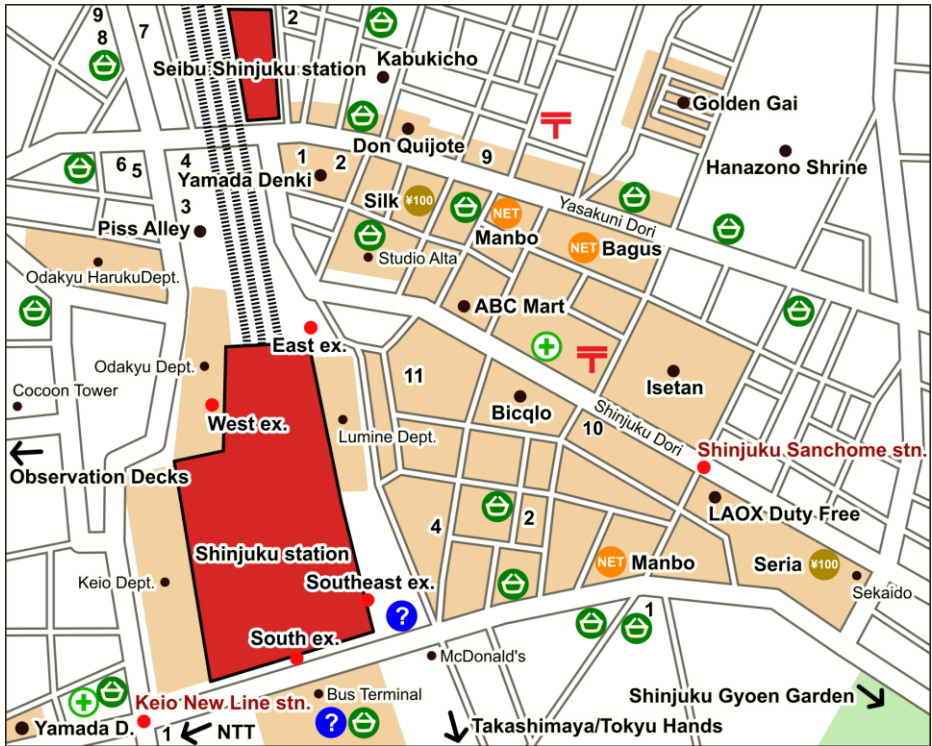 9
8
7
2
Seibu Shinjuku station
Kabukicho
Golden Gai
Don Quijote
Hanazono Shrine
6
5
4
3
1
2
9
Yamada Denki
Silk
¥100
NET
Manbo
Yasakuni Dori
Piss Alley
NET
Bagus
Odakyu HarukuDept.
Studio Alta
ABC Mart
East ex.
Odakyu Dept.
11
Isetan
Cocoon Tower
West ex.
Lumine Dept.
Bicqlo
10
Shinjuku Dori
Shinjuku Sanchome stn.
Observation Decks
LAOX Duty Free
4
2
Shinjuku station
NET
Manbo
Seria
¥100
Keio Dept.
Southeast ex.
Sekaido
?
1
South ex.
McDonald's
Shinjuku Gyoen Garden
Keio New Line stn.
Bus Terminal
?
Yamada D.
1
NTT
Takashimaya/Tokyu Hands